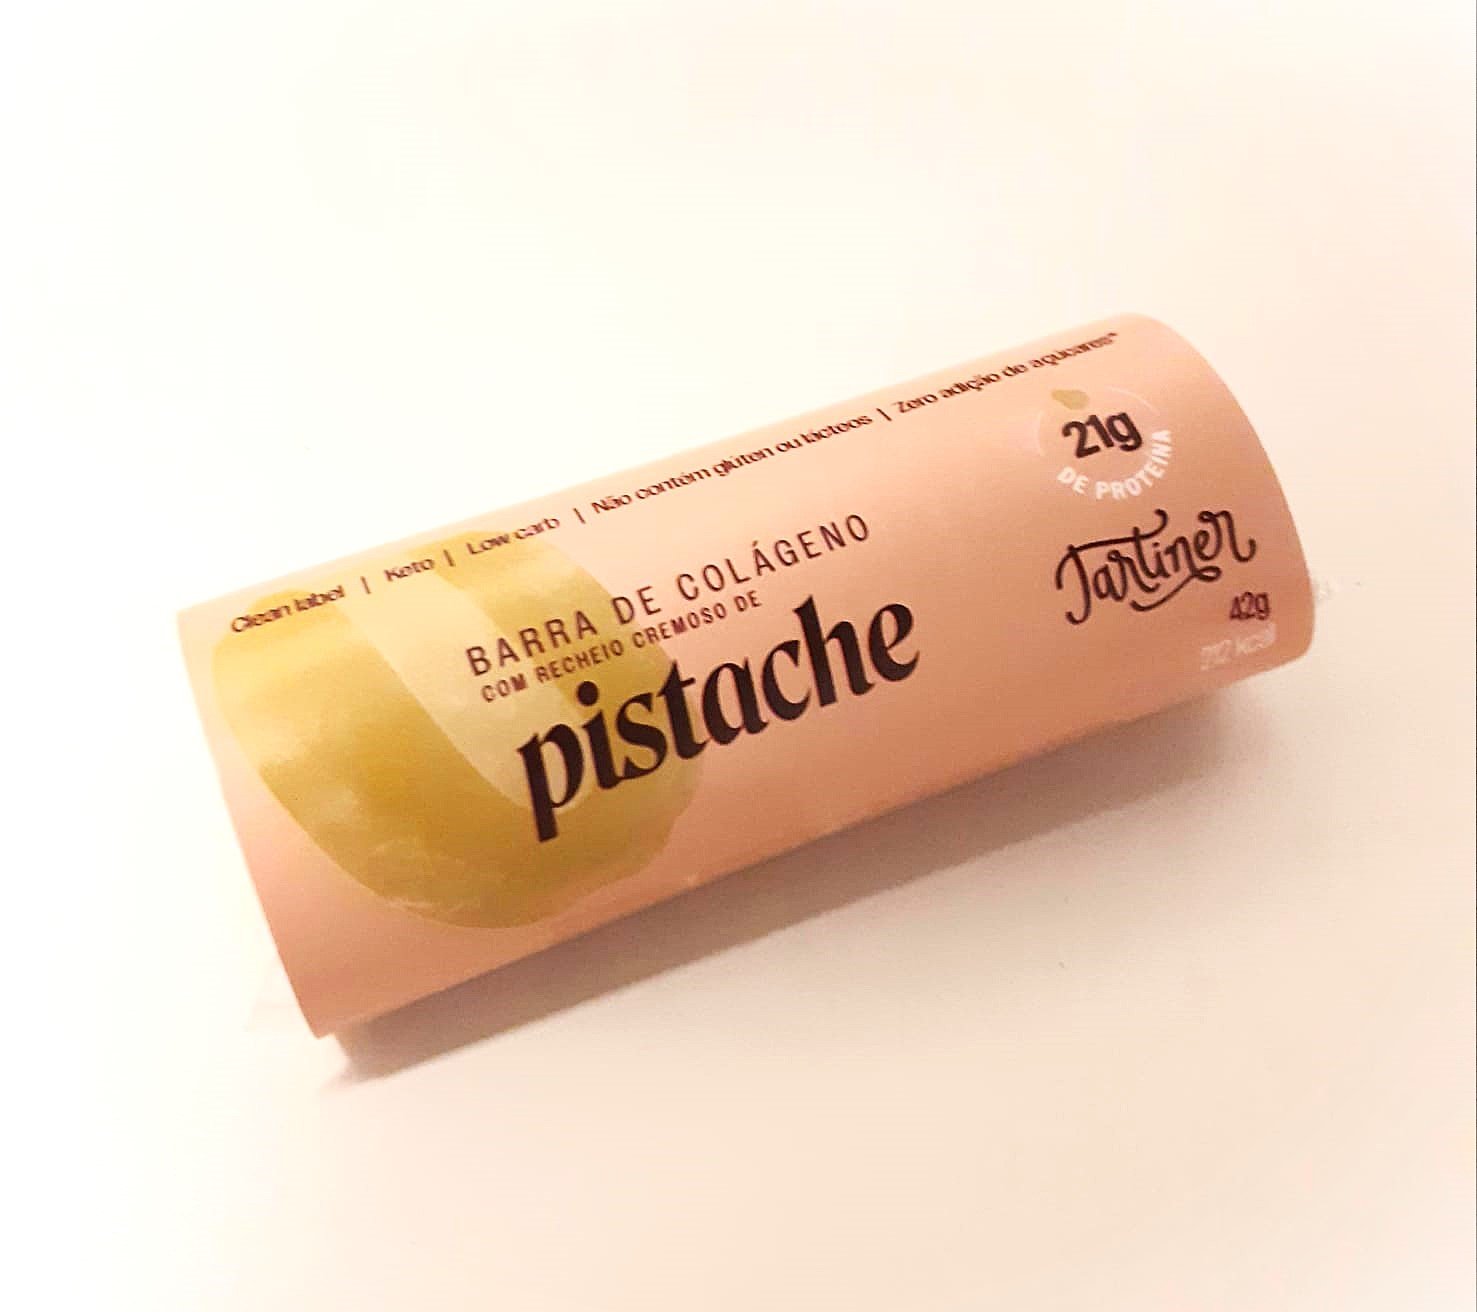 Clean label | Keto | Low carb | Não contém glúten ou lácteos | Zero adição de açúcares*
21g
DE PROTEÍNA
BARRA DE COLÁGENO
COM RECHEIO CREMOSO DE
pistache
Tartiner
42g
kcal